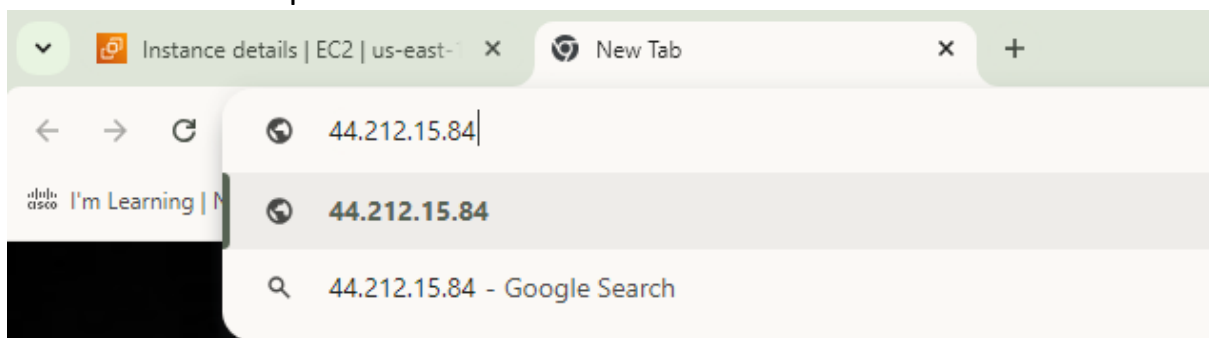 Instance details | EC2 | us-east-
New Tab
44.212.15.84
cisco I'm Learning |
44.212.15.84
44.212.15.84 - Google Search